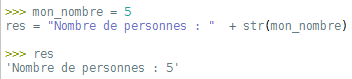 >>> mon_nombre = 5
res = "Nombre de personnes : "  + str(mon_nombre)
>>> res
'Nombre de personnes : 5'